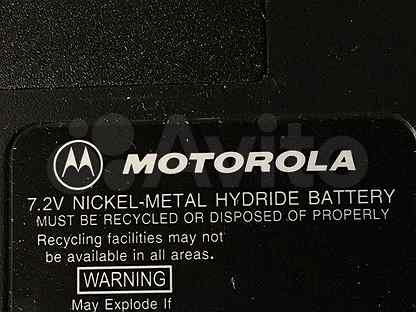 Avito
MOTOROLA
7.2V NICKEL-METAL HYDRIDE BATTERY
MUST BE RECYCLED OR DISPOSED OF PROPERLY
Recycling facilities may not
be available in all areas.
WARNING
May Explode If